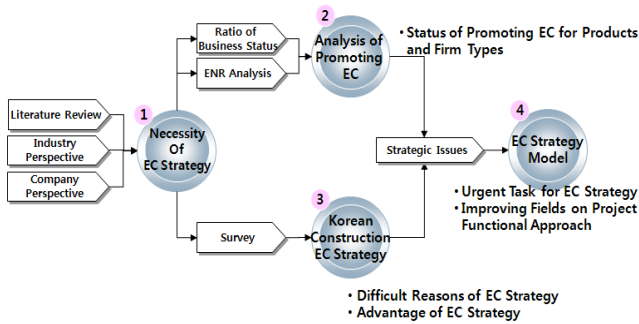 Literature Review
Industry
Perspective
Company
Perspective
1
Necessity
Of
EC Strategy
Ratio of
Business Status
ENR Analysis
Survey
2
Analysis of
Promoting
EC
• Status of Promoting EC for Products
and Firm Types
3
Korean
Construction
EC Strategy
• Difficult Reasons of EC Strategy
• Advantage of EC Strategy
Strategic Issues
4
EC Strategy
Model
• Urgent Task for EC Strategy
• Improving Fields on Project
Functional Approach